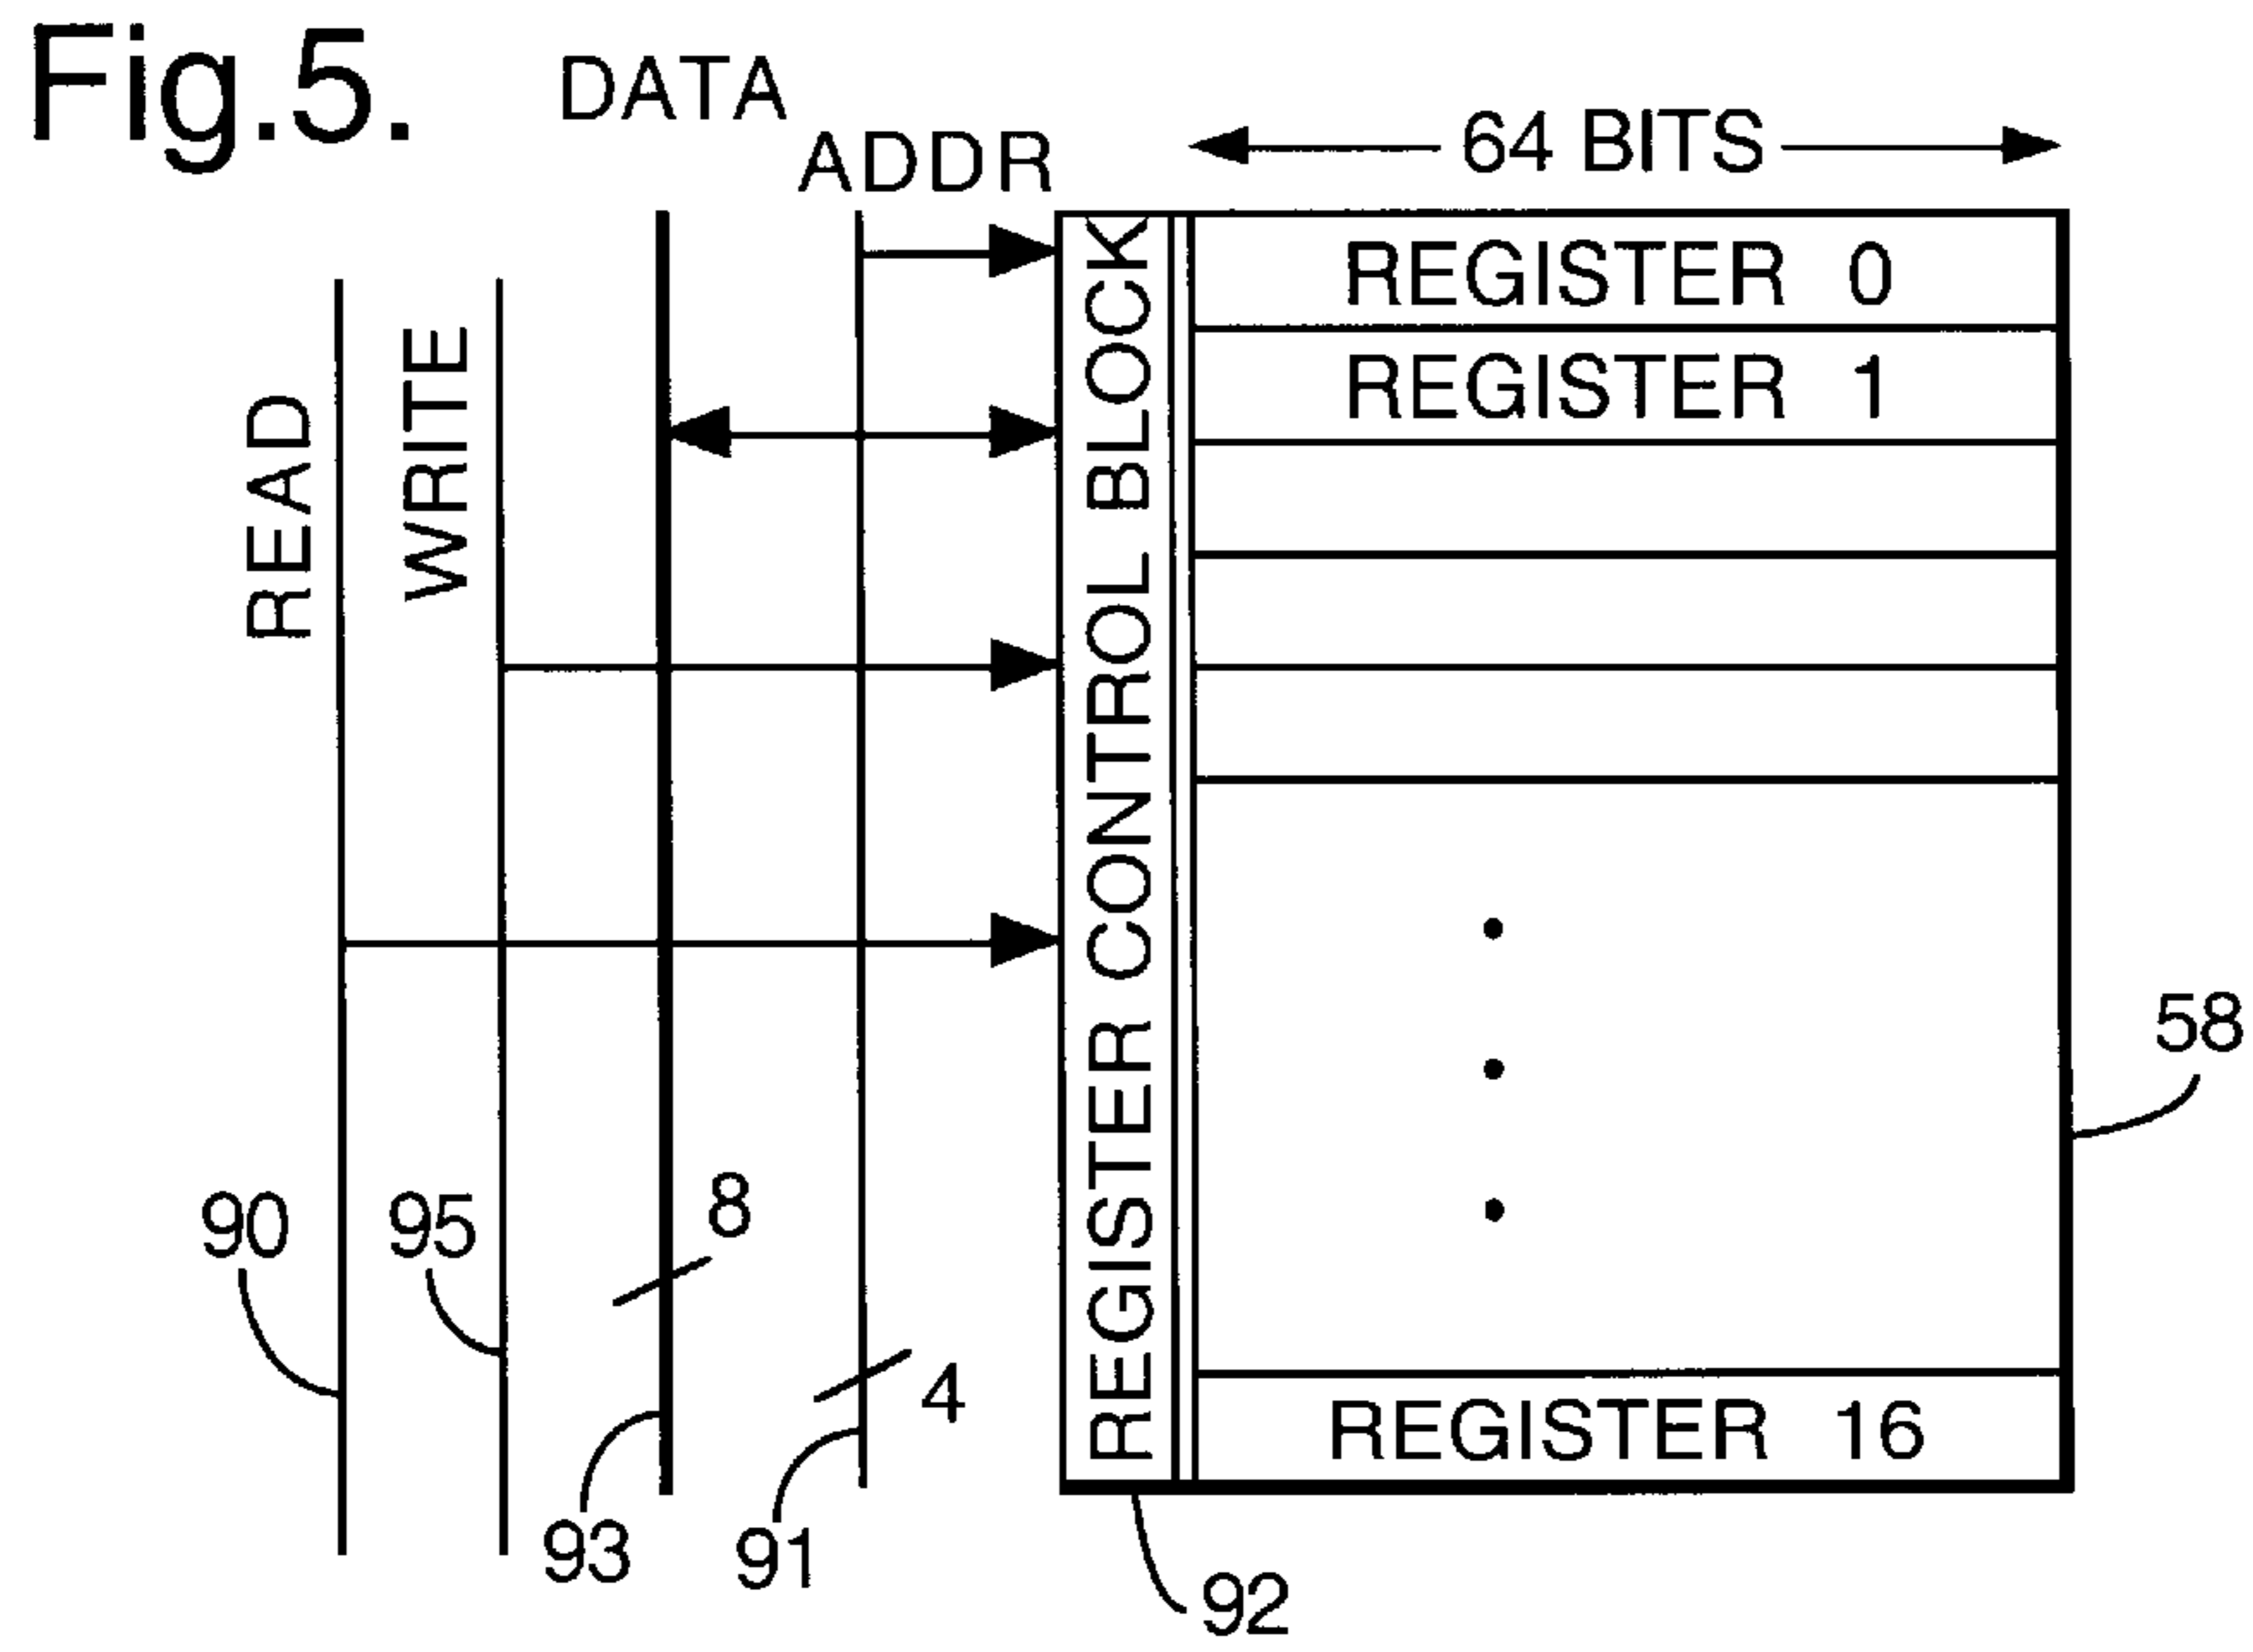 Fig.5.
DATA
ADDR
64 BITS
READ
WRITE
REGISTER CONTROL BLOCK
REGISTER 0
REGISTER 1
REGISTER 16
58
90
95
8
4
93
91
92